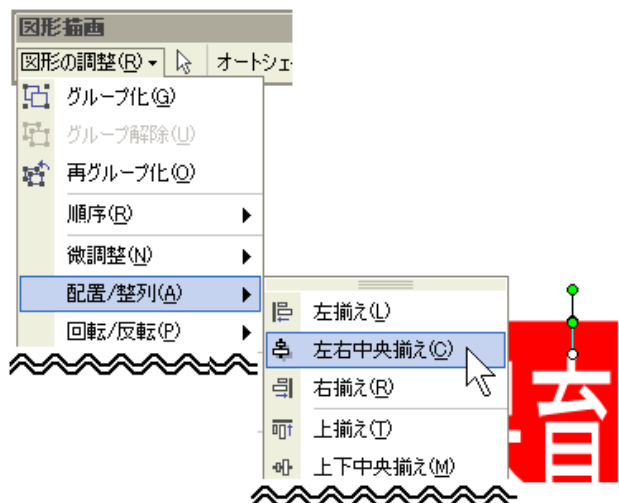 図形描画
図形の調整(R)
オートシェ
グループ化(G)
グループ解除(U)
再グループ化(O)
順序(R)
微調整(N)
配置/整列(A)
回転/反転(P)
左揃え(L)
左右中央揃え(C)
右揃え(R)
上揃え(T)
上下中央揃え(M)
育